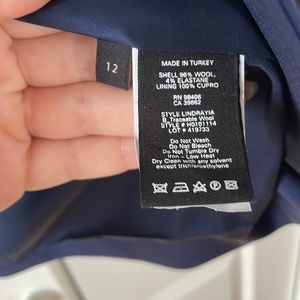 12
MADE IN TURKEY
SHELL 96% WOOL,
4% ELASTANE
LINING 100% CUPRO
RN 98406
CA 39662
STYLE LINDRAYIA
B_Traceable Wool
STYLE # H0101114
LOT # 419733
Do Not Wash
Do Not Bleach
Do Not Tumble Dry
Iron - Low Heat
Dry Clean with any solvent
except trichloroethylene